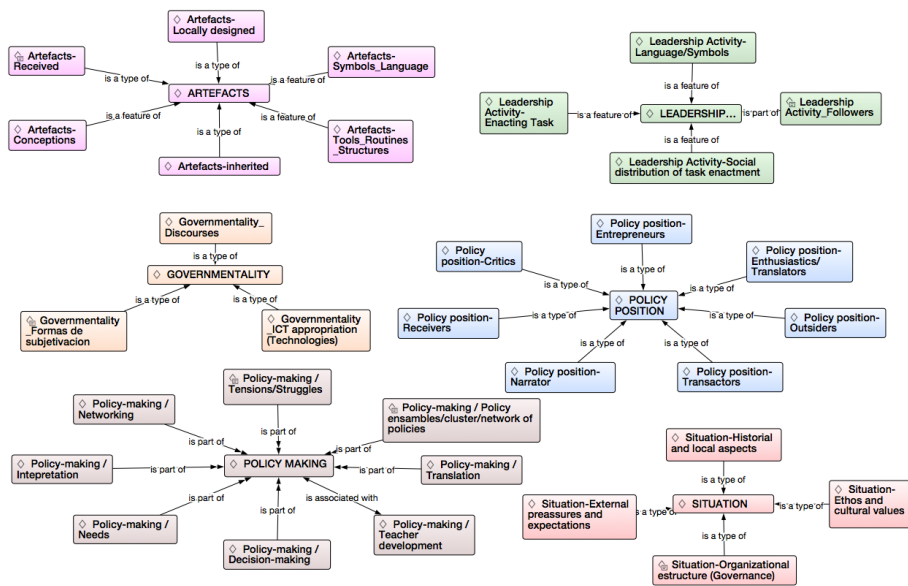 Artefacts-
Locally designed
Artefacts-
Received
Artefacts-
Symbols_Language
is a type of
is a type of
is a feature of
ARTEFACTS
is a feature of
is a type of
is a feature of
Artefacts-
Conceptions
Artefacts-
Tools_Routines
_Structures
Artefacts-inherited
Leadership Activity-
Language/Symbols
is a feature of
Leadership
Activity-
Enacting Task
is a feature of
LEADERSHIP...
is part of
Leadership
Activity_Followers
is a feature of
Leadership Activity-Social
distribution of task enactment
Governmentality_
Discourses
is a type of
GOVERNMENTALITY
is a type of
is a type of
Governmentality
_Formas de
subjetivacion
Governmentality
_ICT appropriation
(Technologies)
Policy position-
Entrepreneurs
Policy
position-Critics
Policy position-
Enthusiastics/
Translators
is a type of
is a type of
is a type of
POLICY
POSITION
Policy position-
Receivers
is a type of
is a type of
Policy position-
Outsiders
is a type of
is a type of
Policy position-
Narrator
Policy position-
Transactors
Policy-making /
Tensions/Struggles
Policy-making /
Networking
Policy-making / Policy
ensambles/cluster/network of
policies
is part of
is part of
is part of
Policy-making /
Intepretation
is part of
POLICY MAKING
is part of
Policy-making /
Translation
is part of
is part of
is associated with
Policy-making /
Needs
Policy-making /
Decision-making
Policy-making /
Teacher
development
Situation-Historial
and local aspects
is a type of
Situation-External
preassures and
expectations
is a type of
SITUATION
is a type of
Situation-
Ethos and
cultural values
is a type of
Situation-Organizational
estructure (Governance)